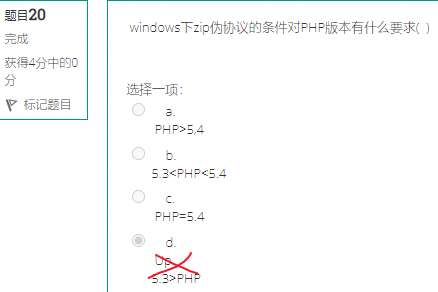 题目20
完成
获得4分中的0
分
标记题目
windows下zip伪协议的条件对PHP版本有什么要求( )
选择一项：
a.
PHP>5,4
b.
5.3<PHP<5.4
c.
PHP=5.4
d.
Up
5.3>PHP